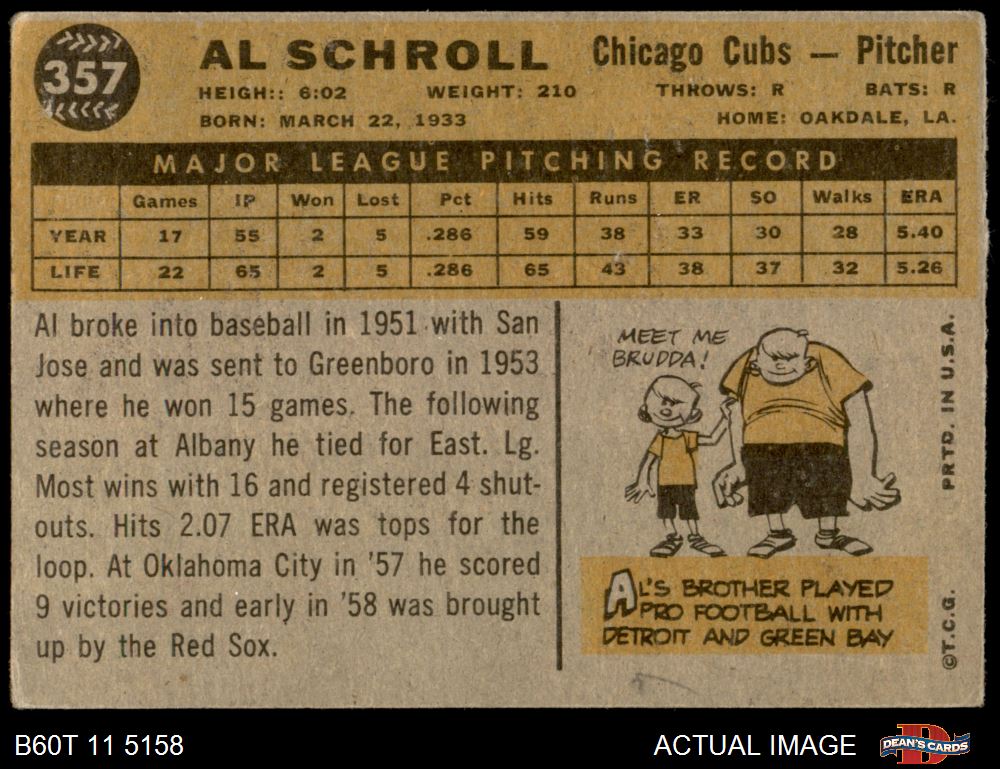 357
AL SCHROLL Chicago Cubs — Pitcher
HEIGH:: 6:02 WEIGHT: 210 THROWS: R BATS: R
BORN: MARCH 22, 1933 HOME: OAKDALE, LA.
MAJOR LEAGUE PITCHING RECORD
Games IP Won Lost Pct Hits Runs ER SO Walks ERA
YEAR 17 55 2 5 .286 59 38 33 30 28 5.40
LIFE 22 65 2 5 .286 65 43 38 37 32 5.26
Al broke into baseball in 1951 with San
Jose and was sent to Greenboro in 1953
where he won 15 games. The following
season at Albany he tied for East. Lg.
Most wins with 16 and registered 4 shut-
outs. Hits 2.07 ERA was tops for the
loop. At Oklahoma City in '57 he scored
9 victories and early in '58 was brought
up by the Red Sox.
MEET ME
BRUDDA!
AL'S BROTHER PLAYED
PRO FOOTBALL WITH
DETROIT AND GREEN BAY
©T.C.G. PRTD. IN U.S.A.
B60T 11 5158 ACTUAL IMAGE DEAN'S CARDS